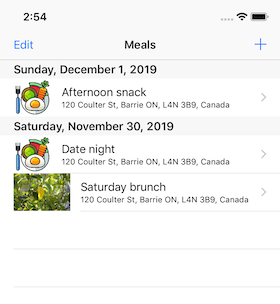 2:54
Edit
Meals
+
Sunday, December 1, 2019
Afternoon snack
120 Coulter St, Barrie ON, L4N 3B9, Canada
Saturday, November 30, 2019
Date night
120 Coulter St, Barrie ON, L4N 3B9, Canada
Saturday brunch
120 Coulter St, Barrie ON, L4N 3B9, Canada